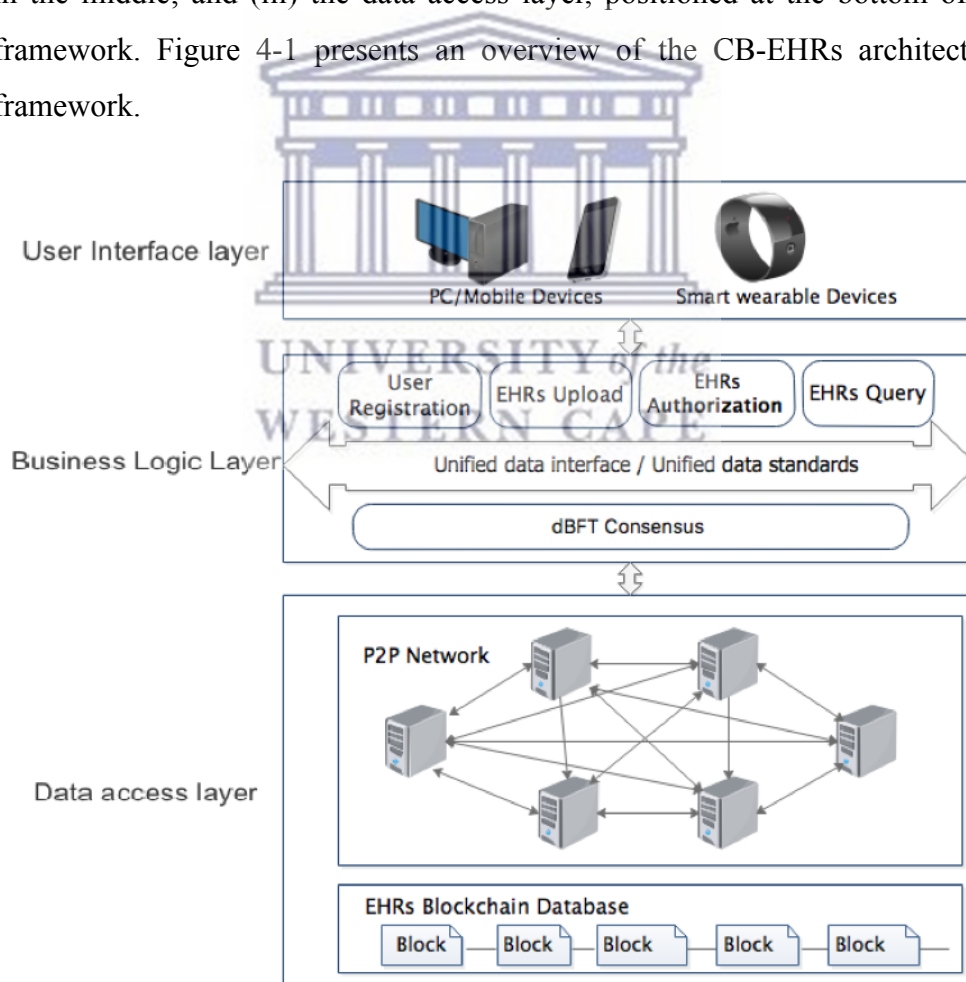 in the middle, and (iii) the data access layer, positioned at the bottom of
framework. Figure 4-1 presents an overview of the CB-EHRs architect
framework.
User Interface layer
PC/Mobile Devices
Smart wearable Devices
UNIVERSITY of the
WESTERN CAPE
User
Registration
EHRs Upload
EHRs
Authorization
EHRs Query
Business Logic Layer
Unified data interface / Unified data standards
dBFT Consensus
Data access layer
P2P Network
EHRs Blockchain Database
Block
Block
Block
Block
Block